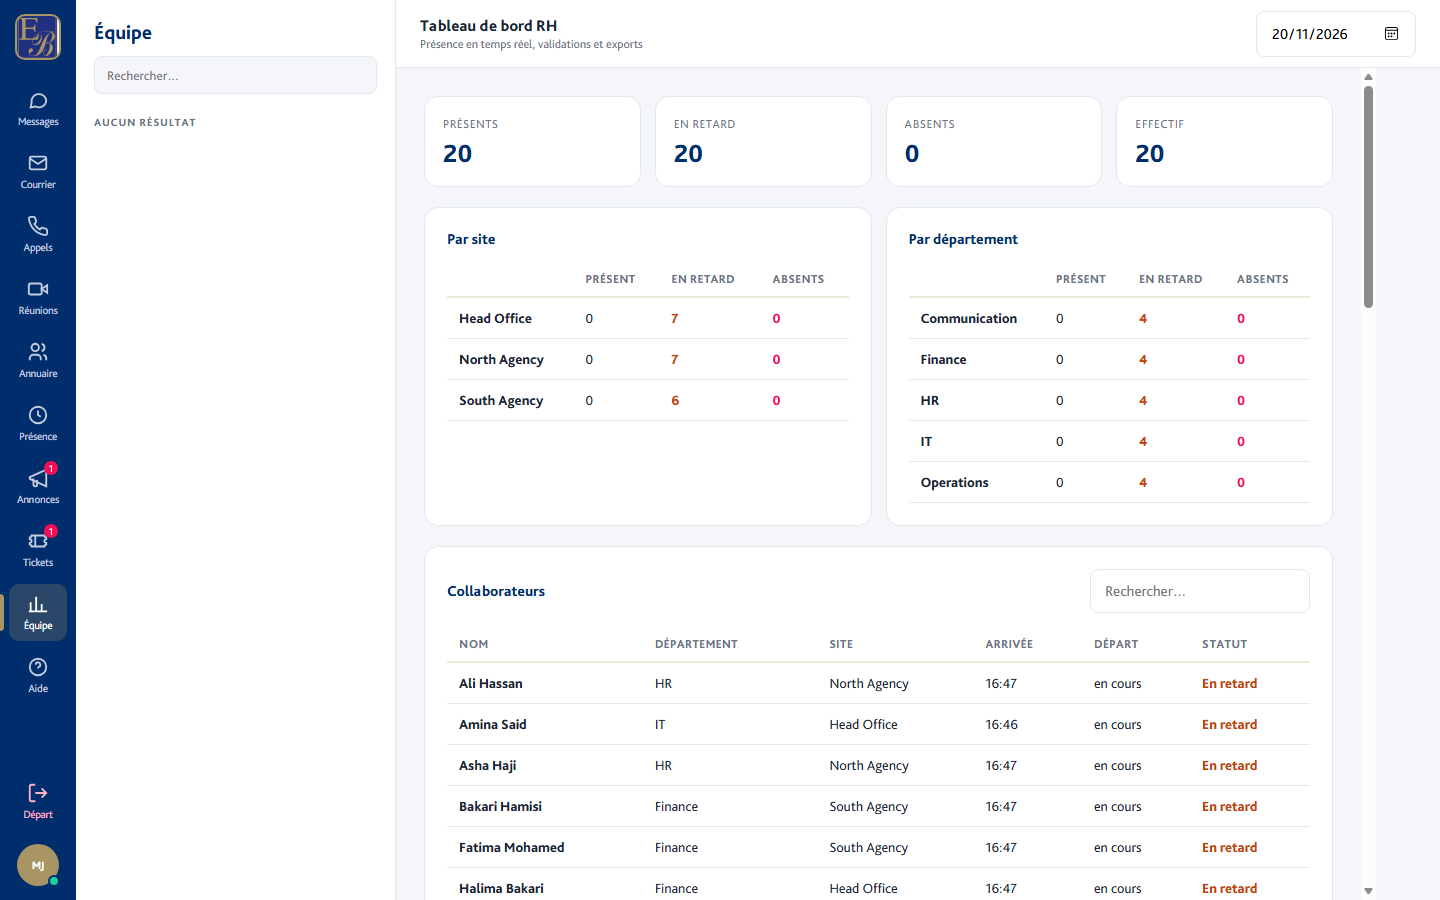 EB
Messages
Courrier
Appels
Réunions
Annuaire
Présence
1
Annonces
1
Tickets
Équipe
Aide
Départ
MJ
Équipe
Rechercher...
AUCUN RÉSULTAT
Tableau de bord RH
Présence en temps réel, validations et exports
20/11/2026
PRÉSENTS
20
EN RETARD
20
ABSENTS
0
EFFECTIF
20
Par site
PRÉSENT EN RETARD ABSENTS
Head Office 0 7 0
North Agency 0 7 0
South Agency 0 6 0
Par département
PRÉSENT EN RETARD ABSENTS
Communication 0 4 0
Finance 0 4 0
HR 0 4 0
IT 0 4 0
Operations 0 4 0
Collaborateurs
Rechercher...
NOM DÉPARTEMENT SITE ARRIVÉE DÉPART STATUT
Ali Hassan HR North Agency 16:47 en cours En retard
Amina Said IT Head Office 16:46 en cours En retard
Asha Haji HR North Agency 16:47 en cours En retard
Bakari Hamisi Finance South Agency 16:47 en cours En retard
Fatima Mohamed Finance South Agency 16:47 en cours En retard
Halima Bakari Finance Head Office 16:47 en cours En retard